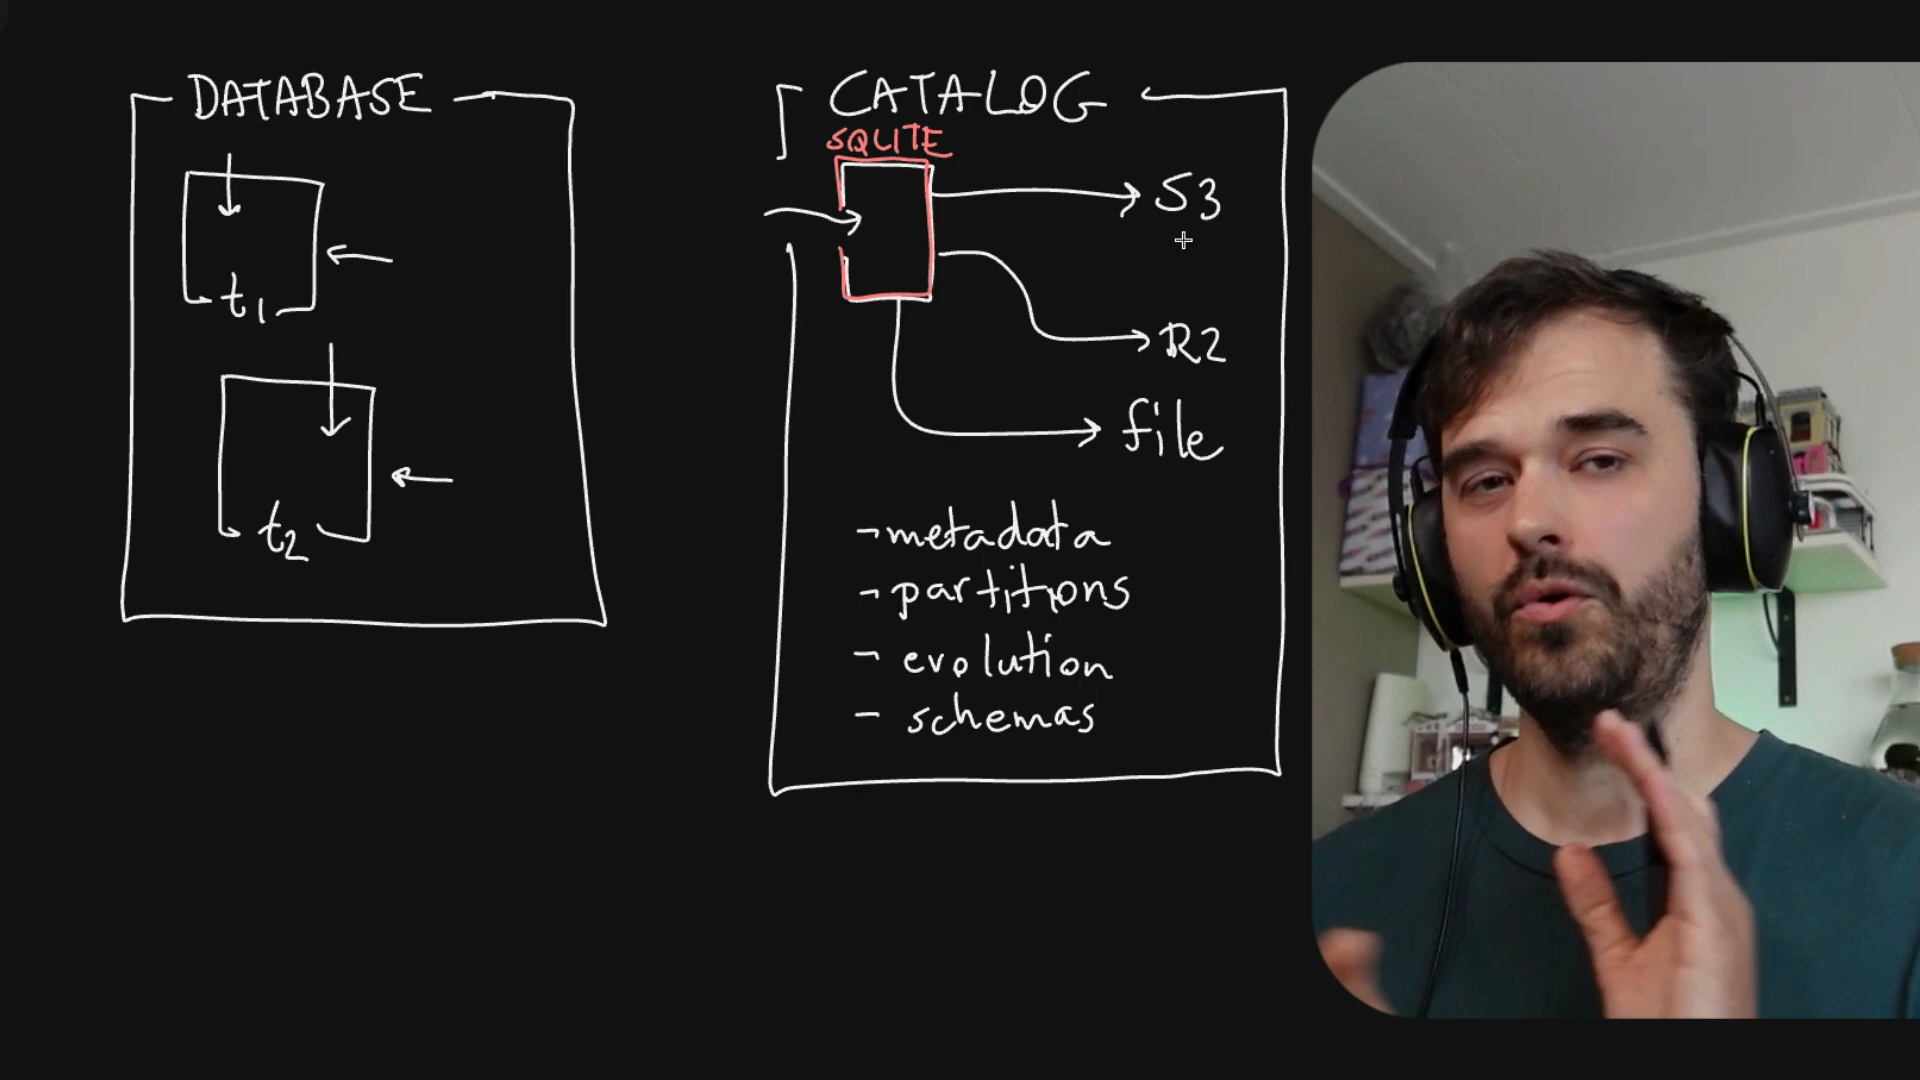 DATABASE
t1
t2
CATALOG
SQLITE
S3
R2
file
- metadata
- partitions
- evolution
- schemas